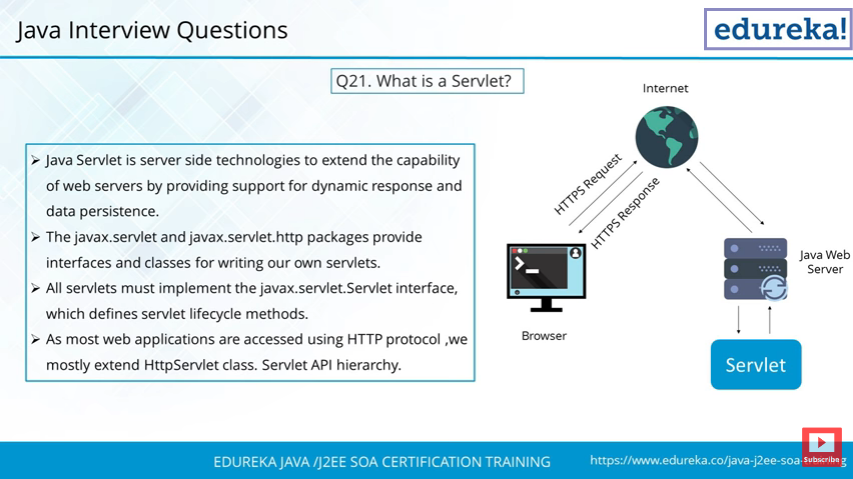 Java Interview Questions
edureka!
Q21. What is a Servlet?
➢ Java Servlet is server side technologies to extend the capability
of web servers by providing support for dynamic response and
data persistence.
➢ The javax.servlet and javax.servlet.http packages provide
interfaces and classes for writing our own servlets.
➢ All servlets must implement the javax.servlet.Servlet interface,
which defines servlet lifecycle methods.
➢ As most web applications are accessed using HTTP protocol ,we
mostly extend HttpServlet class. Servlet API hierarchy.
Internet
HTTPS Request
HTTPS Response
Browser
Java Web
Server
Servlet
EDUREKA JAVA /J2EE SOA CERTIFICATION TRAINING
https://www.edureka.co/java-j2ee-soa-
Subscribe